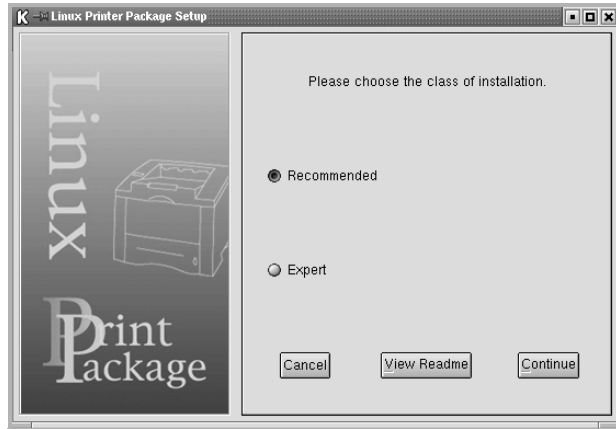 Linux Printer Package Setup
Linux
Print
Package
Please choose the class of installation.
Recommended
Expert
Cancel
View Readme
Continue